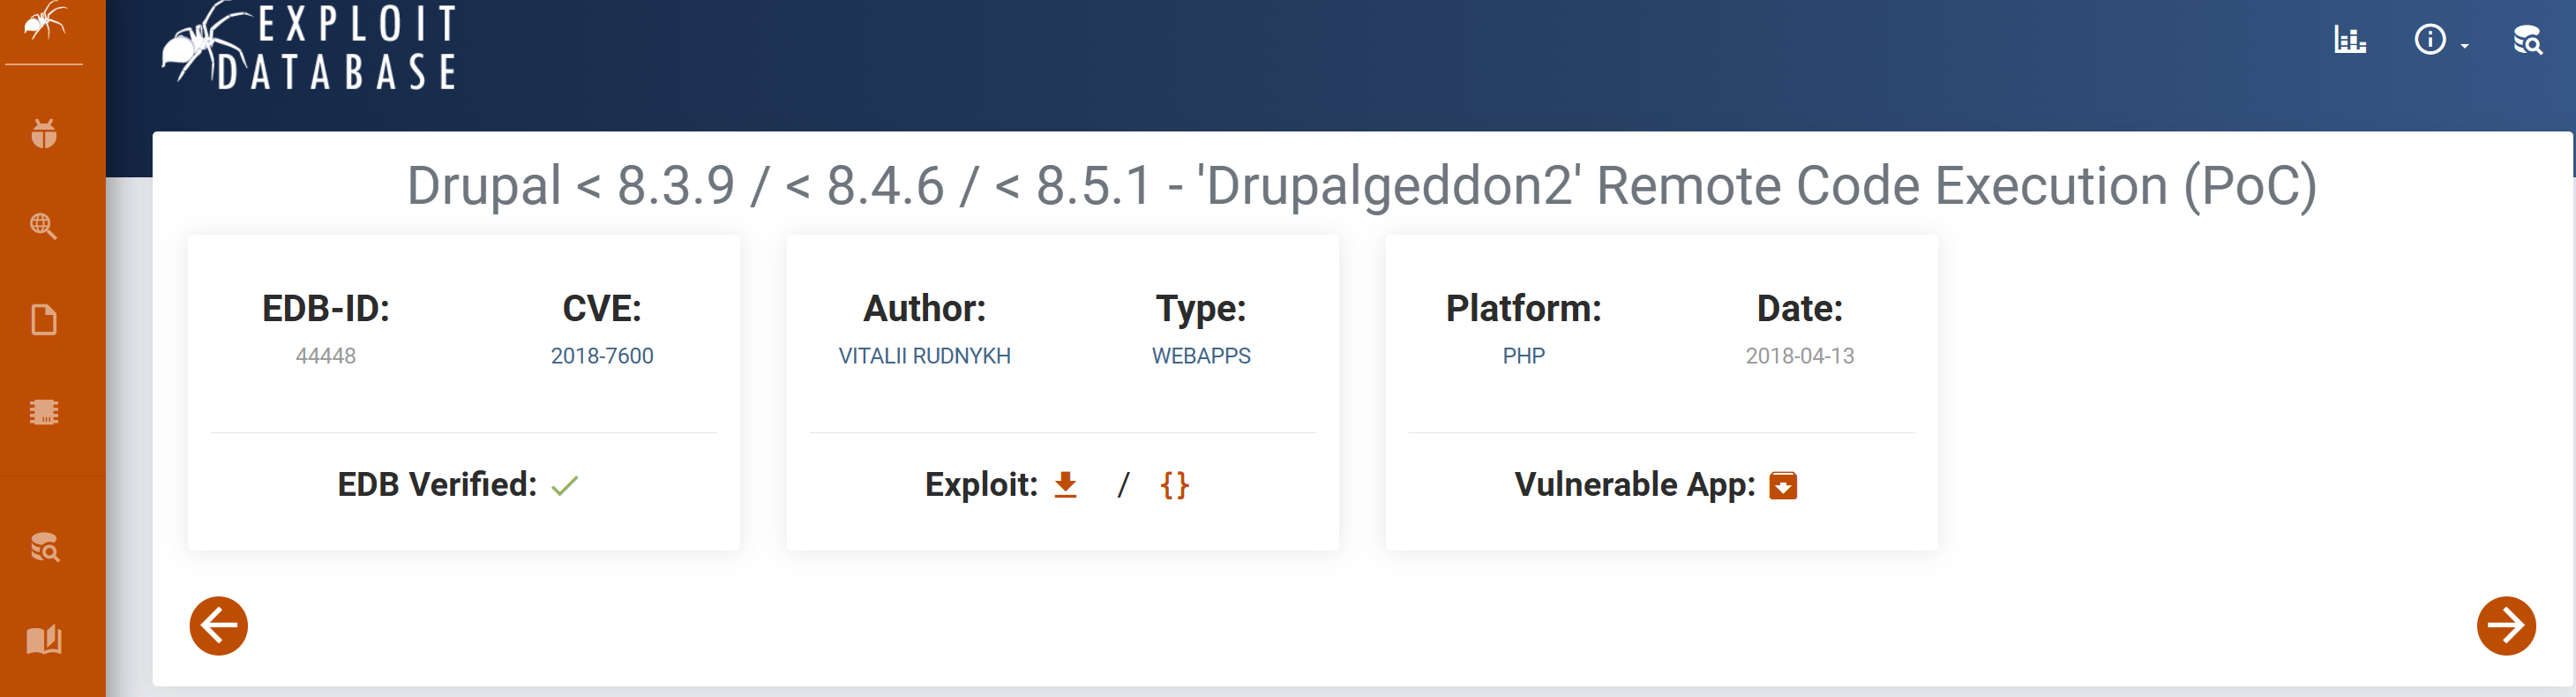 EXPLOIT
DATABASE
Drupal < 8.3.9 / < 8.4.6 / < 8.5.1 - 'Drupalgeddon2' Remote Code Execution (PoC)
EDB-ID:
44448
CVE:
2018-7600
EDB Verified:
Author:
VITALII RUDNYKH
Type:
WEBAPPS
Exploit: / {}
Platform:
PHP
Date:
2018-04-13
Vulnerable App: